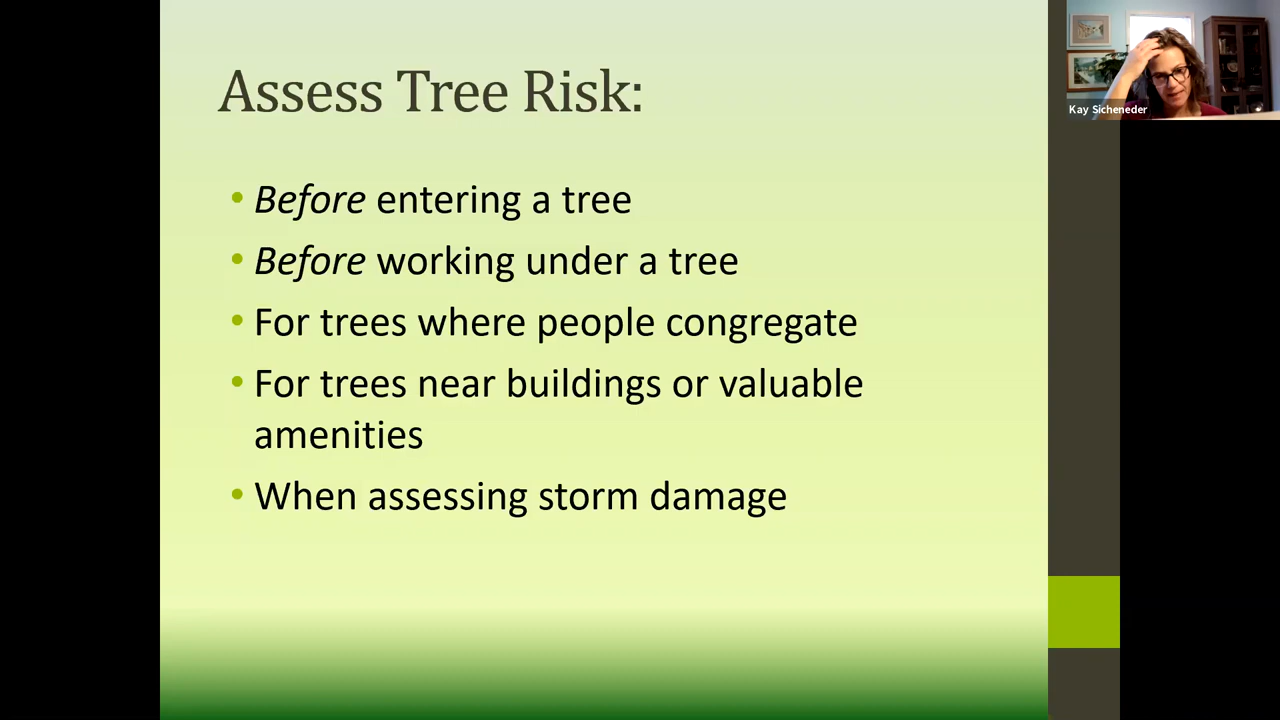 Assess Tree Risk:
• Before entering a tree
• Before working under a tree
• For trees where people congregate
• For trees near buildings or valuable
amenities
• When assessing storm damage
Kay Sicheneder